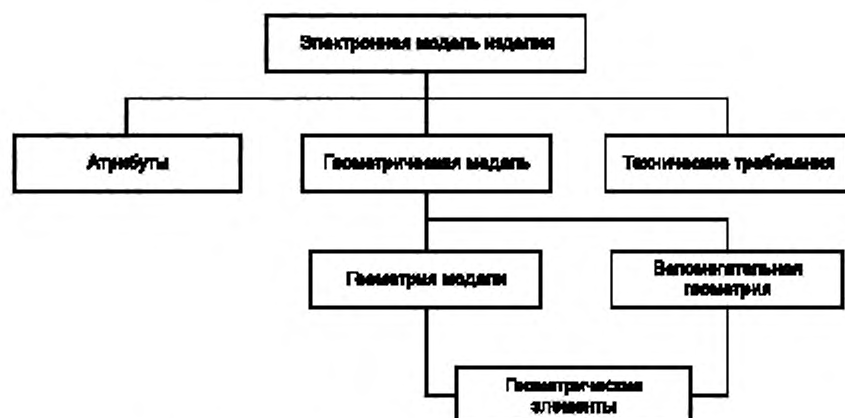 Электронная модель изделия
Атрибуты
Геометрическая модель
Технические требования
Геометрия модели
Вспомогательная
геометрия
Геометрические
элементы